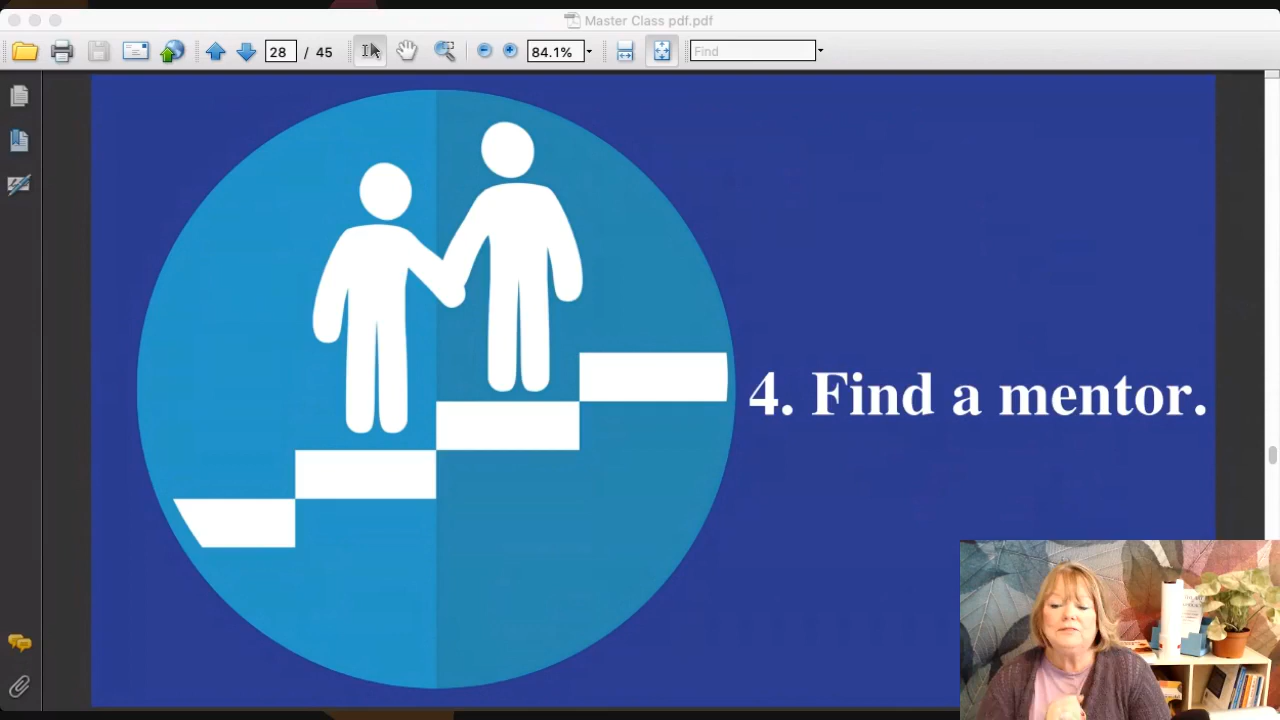 Master Class pdf.pdf
28 / 45
84.1%
Find
4. Find a mentor.